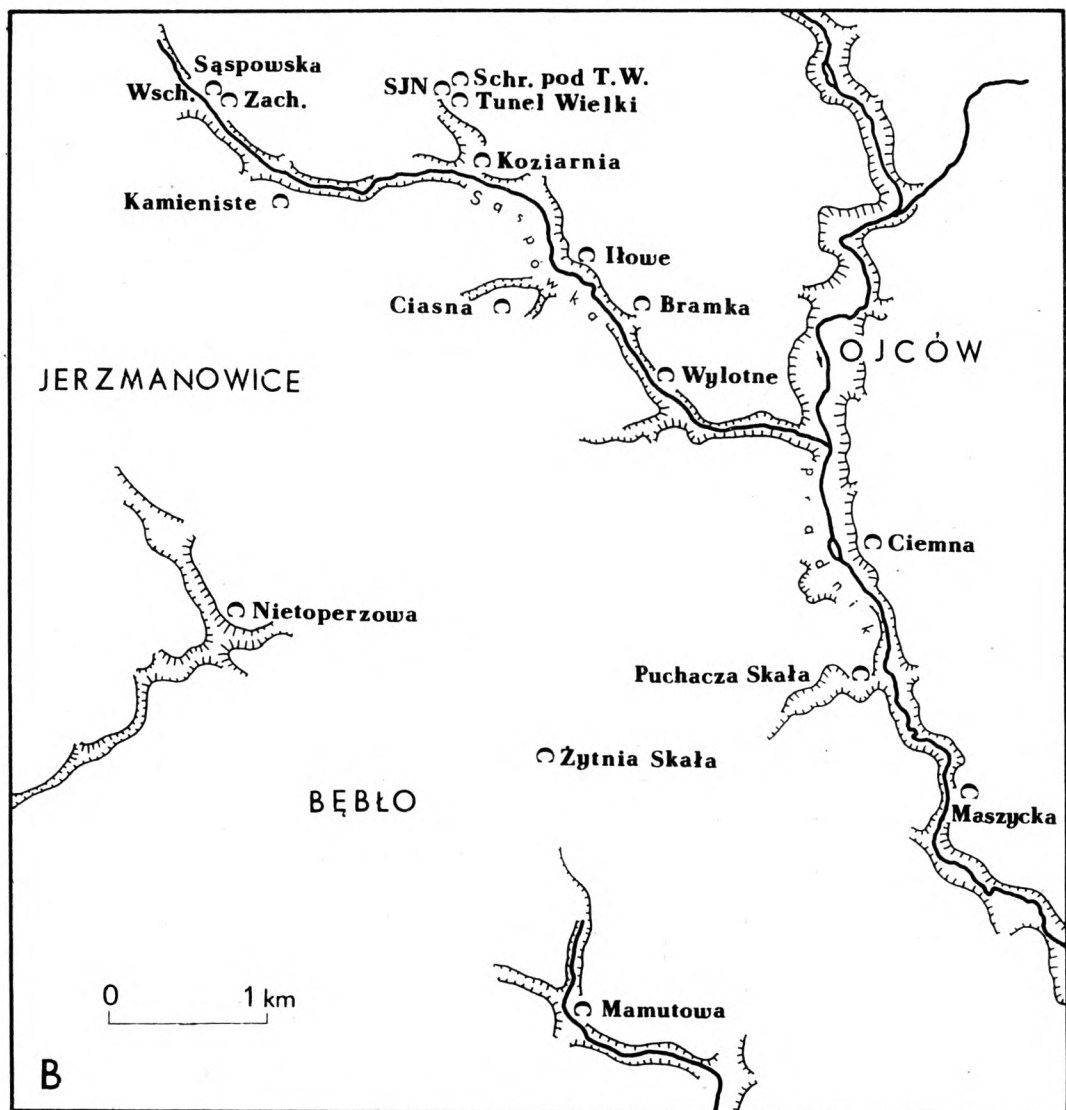 Sąspowska
Wsch. Zach.
SJN Schr. pod T.W.
Tunel Wielki
Koziarnia
Kamieniste
Sąspówka
Iłowe
Ciasna
Bramka
OJCÓW
JERZMANOWICE
Wylotne
Prądnik
Ciemna
Nietoperzowa
Puchacza Skała
Żytnia Skała
BĘBŁO
Maszycka
0 1 km
Mamutowa
B